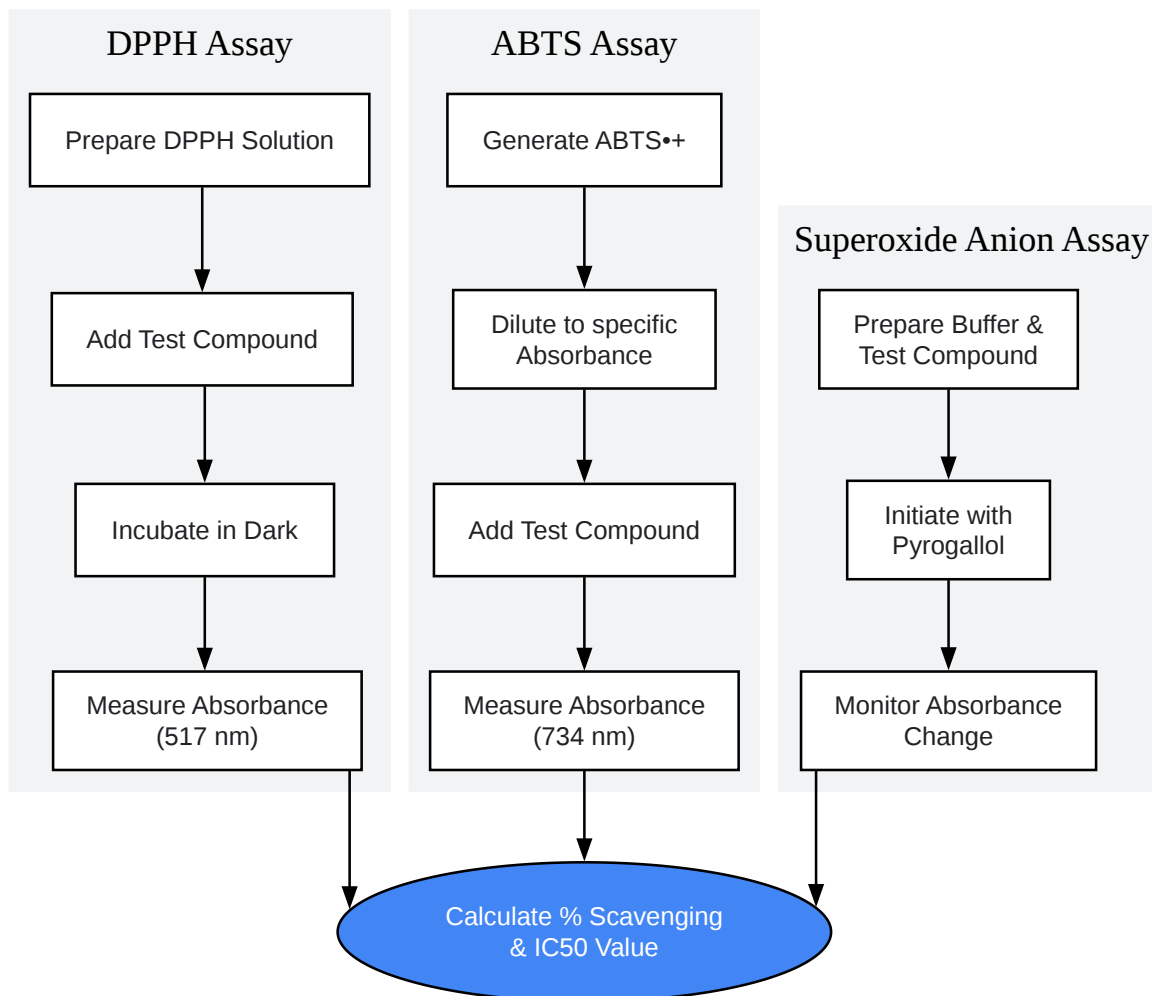 DPPH Assay
Prepare DPPH Solution
Add Test Compound
Incubate in Dark
Measure Absorbance
(517 nm)
ABTS Assay
Generate ABTS•+
Dilute to specific
Absorbance
Add Test Compound
Measure Absorbance
(734 nm)
Superoxide Anion Assay
Prepare Buffer &
Test Compound
Initiate with
Pyrogallol
Monitor Absorbance
Change
Calculate % Scavenging
& IC50 Value